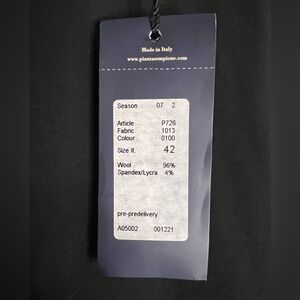 Made in Italy
www.piazzasempione.com
Season 07 2
Article P726
Fabric 1013
Colour 0100
Size It 42
Wool 96%
Spandex/Lycra 4%
pre-predelivery
A05002 001221